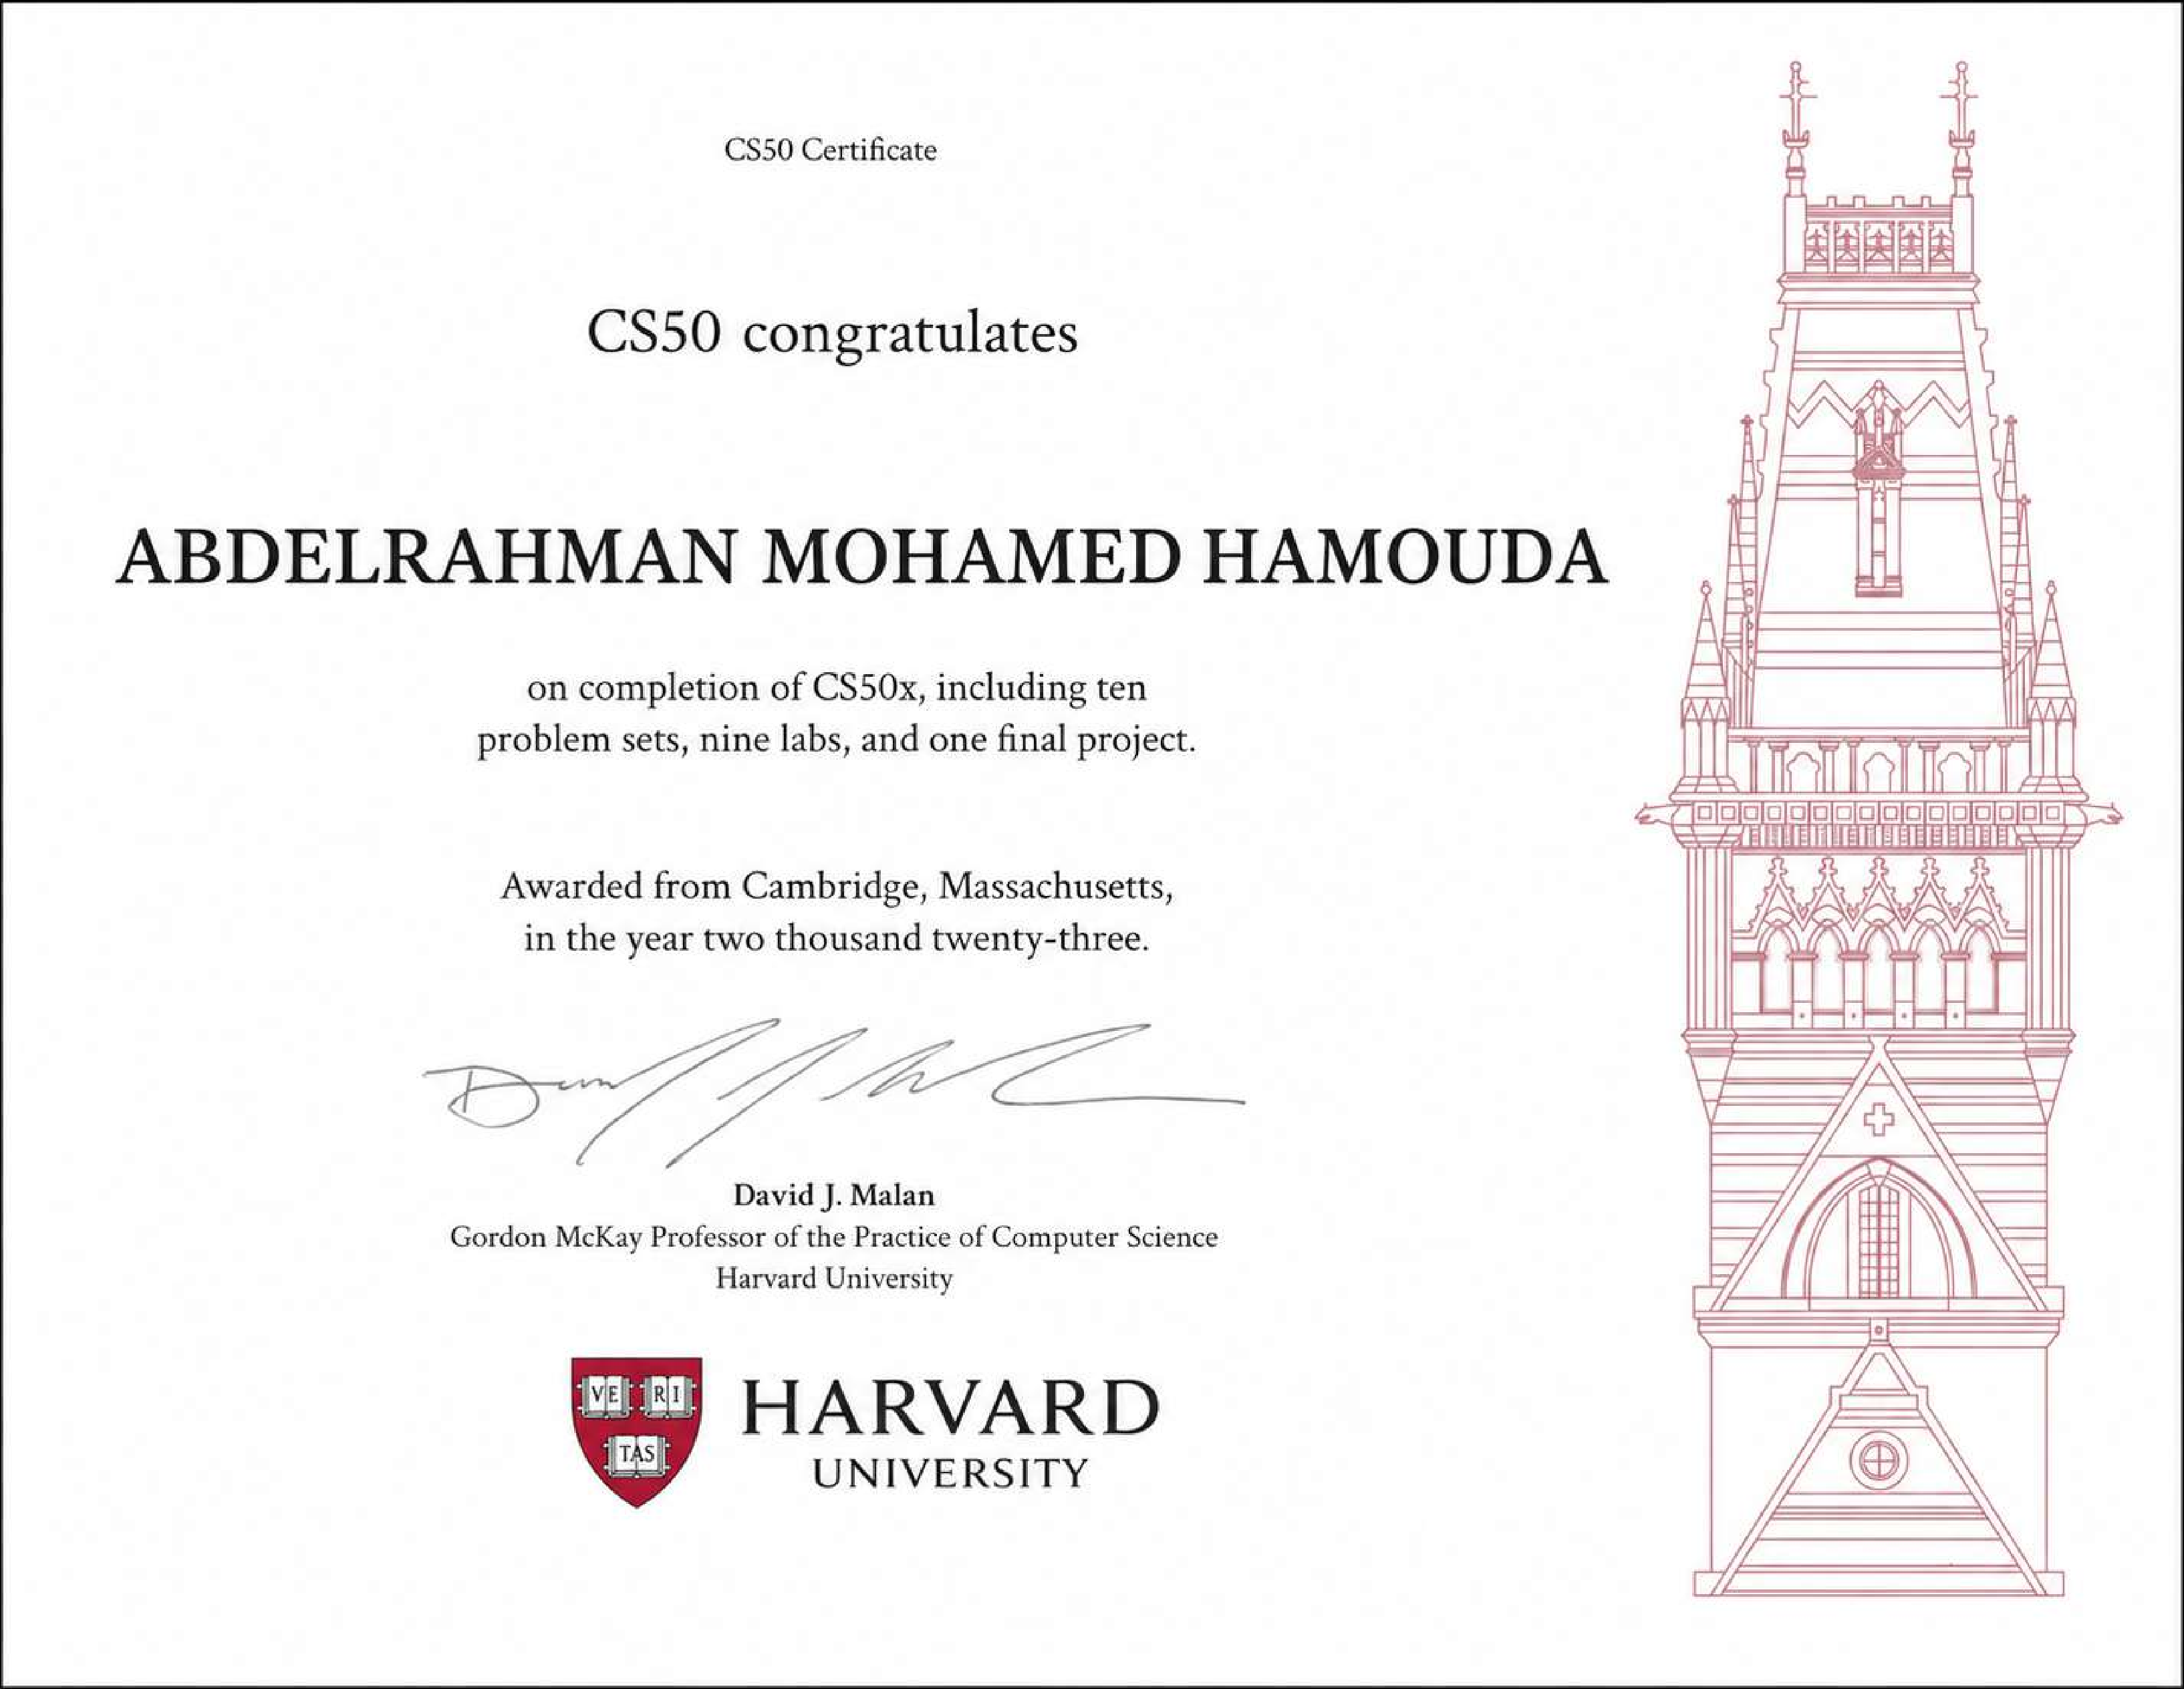 CS50 Certificate
CS50 congratulates
ABDELRAHMAN MOHAMED HAMOUDA
on completion of CS50x, including ten
problem sets, nine labs, and one final project.
Awarded from Cambridge, Massachusetts,
in the year two thousand twenty-three.
David J. Malan
Gordon McKay Professor of the Practice of Computer Science
Harvard University
VE RI
TAS
HARVARD
UNIVERSITY